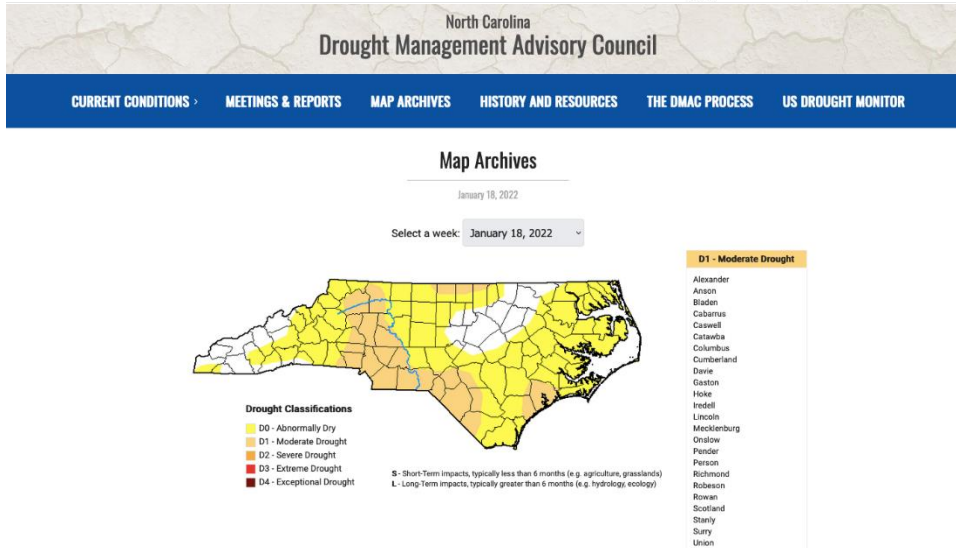 North Carolina
Drought Management Advisory Council
CURRENT CONDITIONS ›
MEETINGS & REPORTS
MAP ARCHIVES
HISTORY AND RESOURCES
THE DMAC PROCESS
US DROUGHT MONITOR
Map Archives
January 18, 2022
Select a week: January 18, 2022
Drought Classifications
D0 - Abnormally Dry
D1 - Moderate Drought
D2 - Severe Drought
D3 - Extreme Drought
D4 - Exceptional Drought
S - Short-Term impacts, typically less than 6 months (e.g. agriculture, grasslands)
L - Long-Term impacts, typically greater than 6 months (e.g. hydrology, ecology)
D1 - Moderate Drought
Alexander
Anson
Bladen
Cabarrus
Caswell
Catawba
Columbus
Cumberland
Davie
Gaston
Hoke
Iredell
Lincoln
Mecklenburg
Onslow
Pender
Person
Richmond
Robeson
Rowan
Scotland
Stanly
Surry
Union